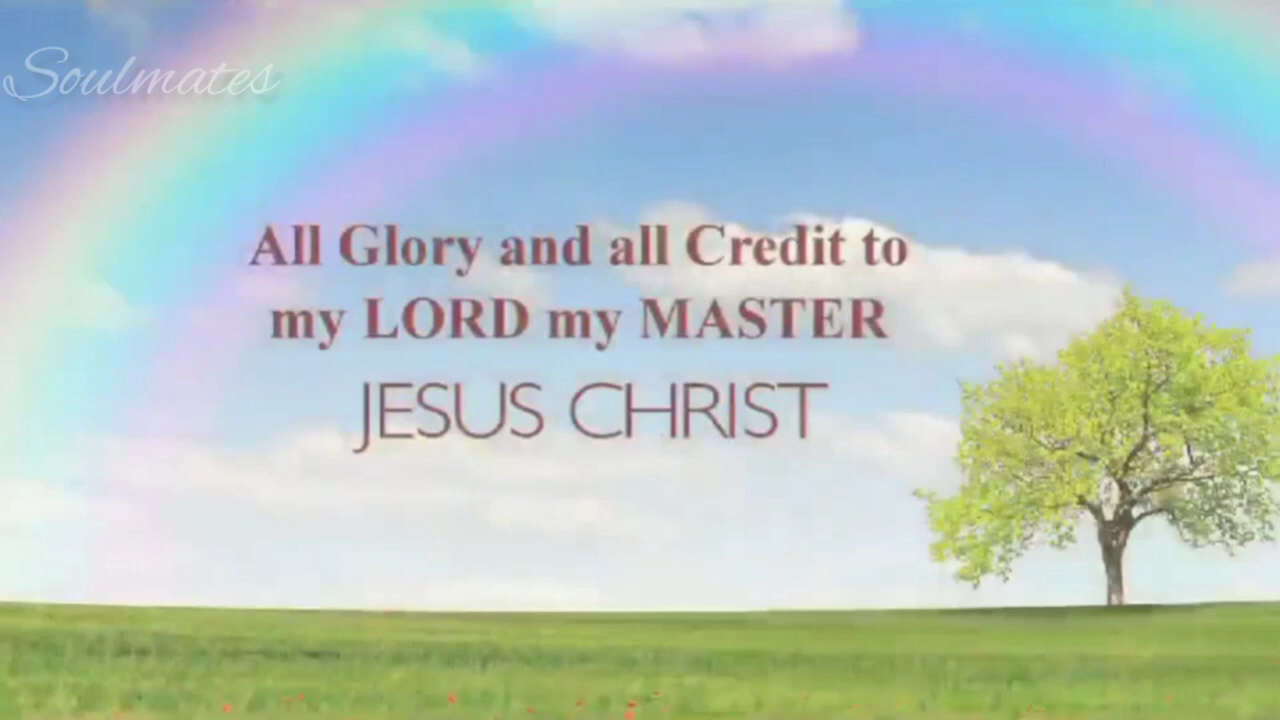 Soulmates
All Glory and all Credit to
my LORD my MASTER
JESUS CHRIST